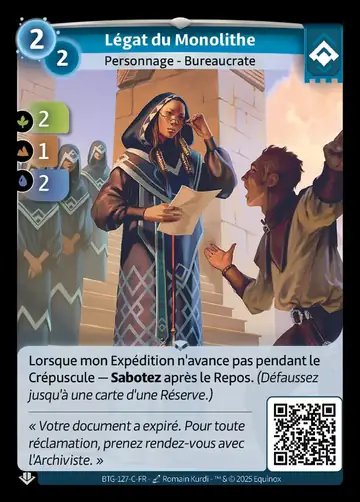 2
2
Légat du Monolithe
Personnage - Bureaucrate
2
1
2
Lorsque mon Expédition n'avance pas pendant le
Crépuscule — Sabotez après le Repos. (Défaussez
jusqu'à une carte d'une Réserve.)
« Votre document a expiré. Pour toute
réclamation, prenez rendez-vous avec
l'Archiviste. »
BTG-127-C-FR - Romain Kurdi - ™ & © 2025 Equinox